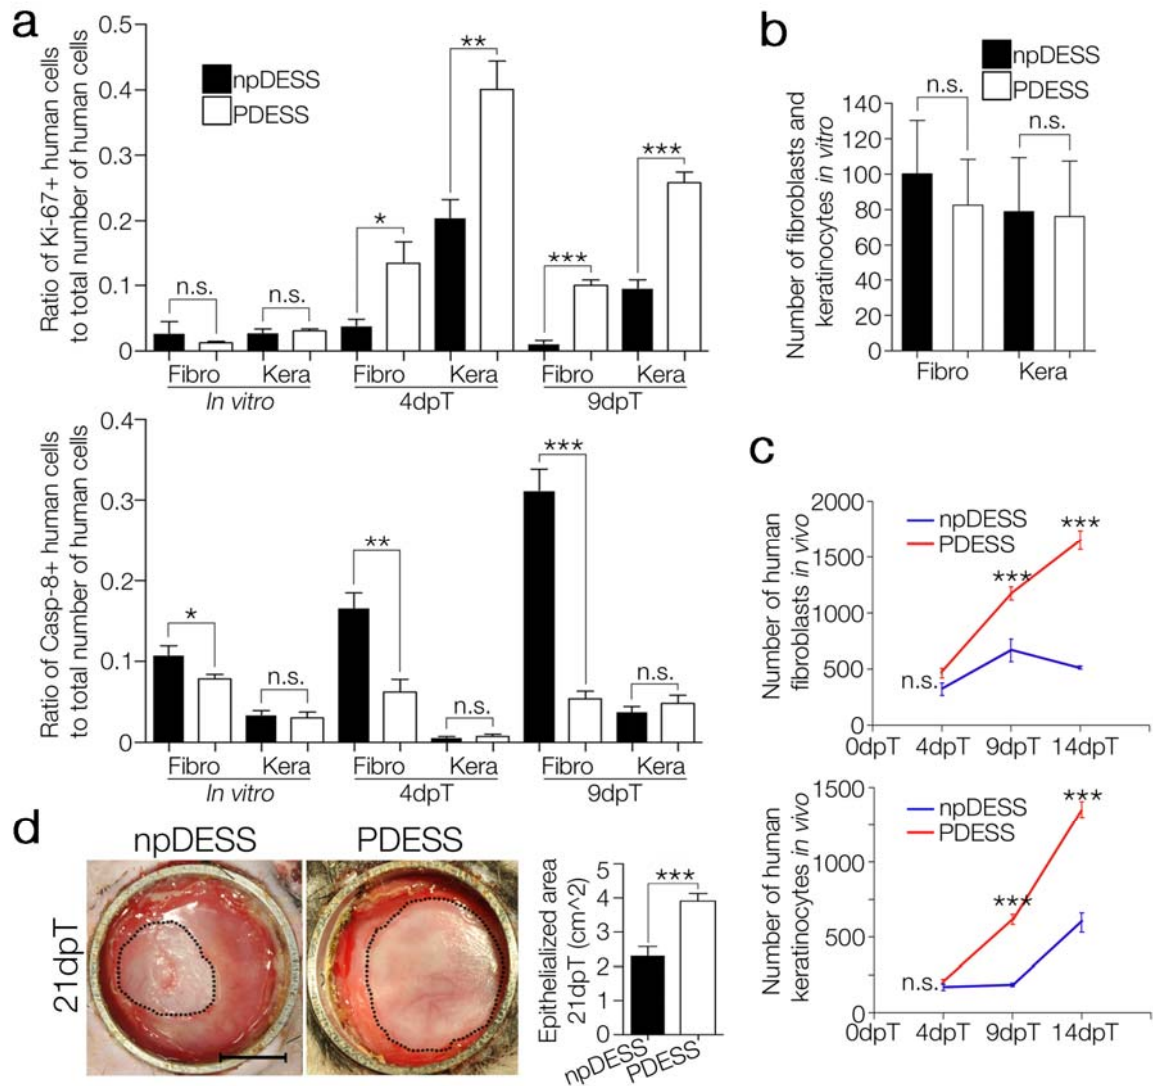 a
Ratio of Ki-67+ human cells
to total number of human cells
0.5
0.4
0.3
0.2
0.1
0
npDESS
PDESS
n.s.
n.s.
*
**
***
***
Fibro Kera Fibro Kera Fibro Kera
In vitro 4dpT 9dpT
Ratio of Casp-8+ human cells
to total number of human cells
0.4
0.3
0.2
0.1
0
*
n.s.
**
n.s.
***
n.s.
Fibro Kera Fibro Kera Fibro Kera
In vitro 4dpT 9dpT
b
npDESS
PDESS
Number of fibroblasts and
keratinocytes in vitro
140
120
100
80
60
40
20
0
n.s.
n.s.
Fibro Kera
c
Number of human
fibroblasts in vivo
2000
1500
1000
500
0
npDESS
PDESS
n.s.
***
***
0dpT 4dpT 9dpT 14dpT
Number of human
keratinocytes in vivo
1500
1000
500
0
npDESS
PDESS
n.s.
***
***
0dpT 4dpT 9dpT 14dpT
d
npDESS PDESS
21dpT
Epithelialized area
21dpT (cm^2)
5
4
3
2
1
0
***
npDESS
PDESS